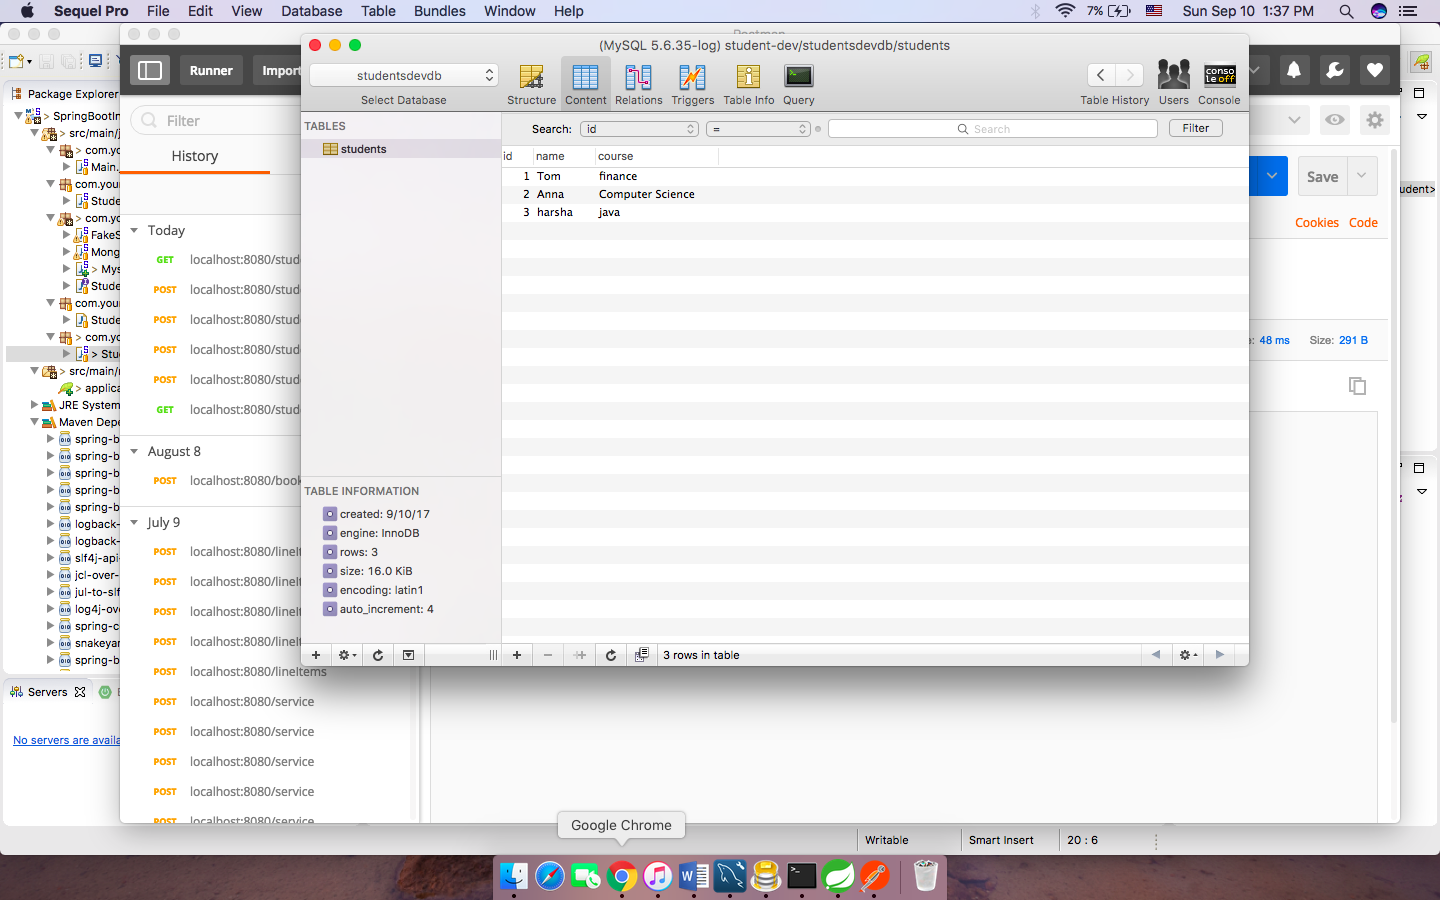 Sequel Pro File Edit View Database Table Bundles Window Help 7% Sun Sep 10 1:37 PM
(MySQL 5.6.35-log) student-dev/studentsdevdb/students
Runner
Import
studentsdevdb
Select Database
Structure Content Relations Triggers Table Info Query
Table History Users Console
console off
TABLES
students
Search: id = Search Filter
id name course
1 Tom finance
2 Anna Computer Science
3 harsha java
TABLE INFORMATION
created: 9/10/17
engine: InnoDB
rows: 3
size: 16.0 KiB
encoding: latin1
auto_increment: 4
3 rows in table
Package Explorer
> SpringBootIn
> src/main/j
> com.yo
Main.
com.your
Stude
> com.yo
FakeS
Mong
> Mys
Stude
com.your
Stude
> com.yo
> Stu
> src/main/r
> applica
JRE System
Maven Depe
spring-b
spring-b
spring-b
spring-b
spring-b
logback-
logback-
slf4j-api-
jcl-over-
jul-to-slf
log4j-ov
spring-c
snakeyar
spring-b
Servers
No servers are availa
Filter
History
Today
GET localhost:8080/stud
POST localhost:8080/stud
POST localhost:8080/stud
POST localhost:8080/stud
POST localhost:8080/stud
GET localhost:8080/stud
August 8
POST localhost:8080/book
July 9
POST localhost:8080/lineIt
POST localhost:8080/lineIt
POST localhost:8080/lineIt
POST localhost:8080/lineIt
POST localhost:8080/lineItems
POST localhost:8080/service
POST localhost:8080/service
POST localhost:8080/service
POST localhost:8080/service
POST localhost:8080/service
Save
udent>
Cookies Code
48 ms Size: 291 B
Google Chrome
Writable Smart Insert 20 : 6